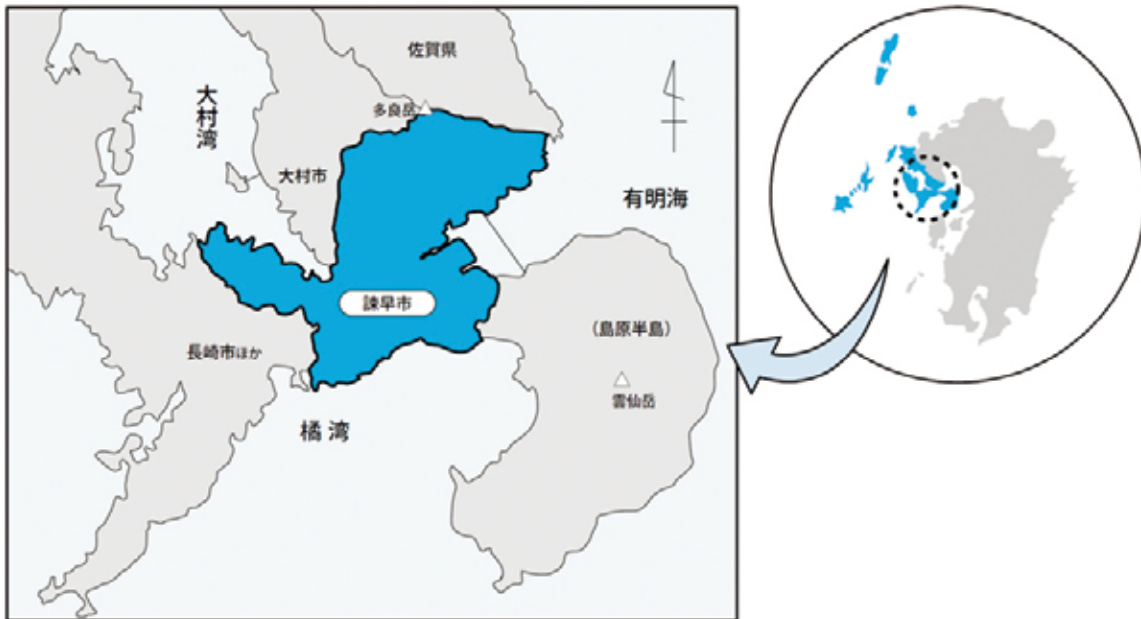 佐賀県
多良岳
大村湾
大村市
有明海
諫早市
(島原半島)
長崎市ほか
雲仙岳
橘湾